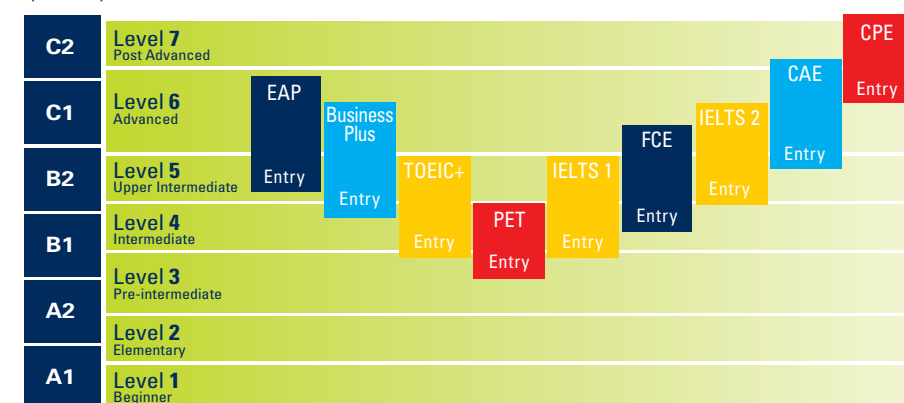 C2
Level 7
Post Advanced
CPE
Entry
C1
Level 6
Advanced
EAP
Entry
Business
Plus
Entry
FCE
Entry
IELTS 2
Entry
CAE
Entry
B2
Level 5
Upper Intermediate
TOEIC+
Entry
IELTS 1
Entry
B1
Level 4
Intermediate
PET
Entry
Level 3
Pre-intermediate
A2
Level 2
Elementary
A1
Level 1
Beginner